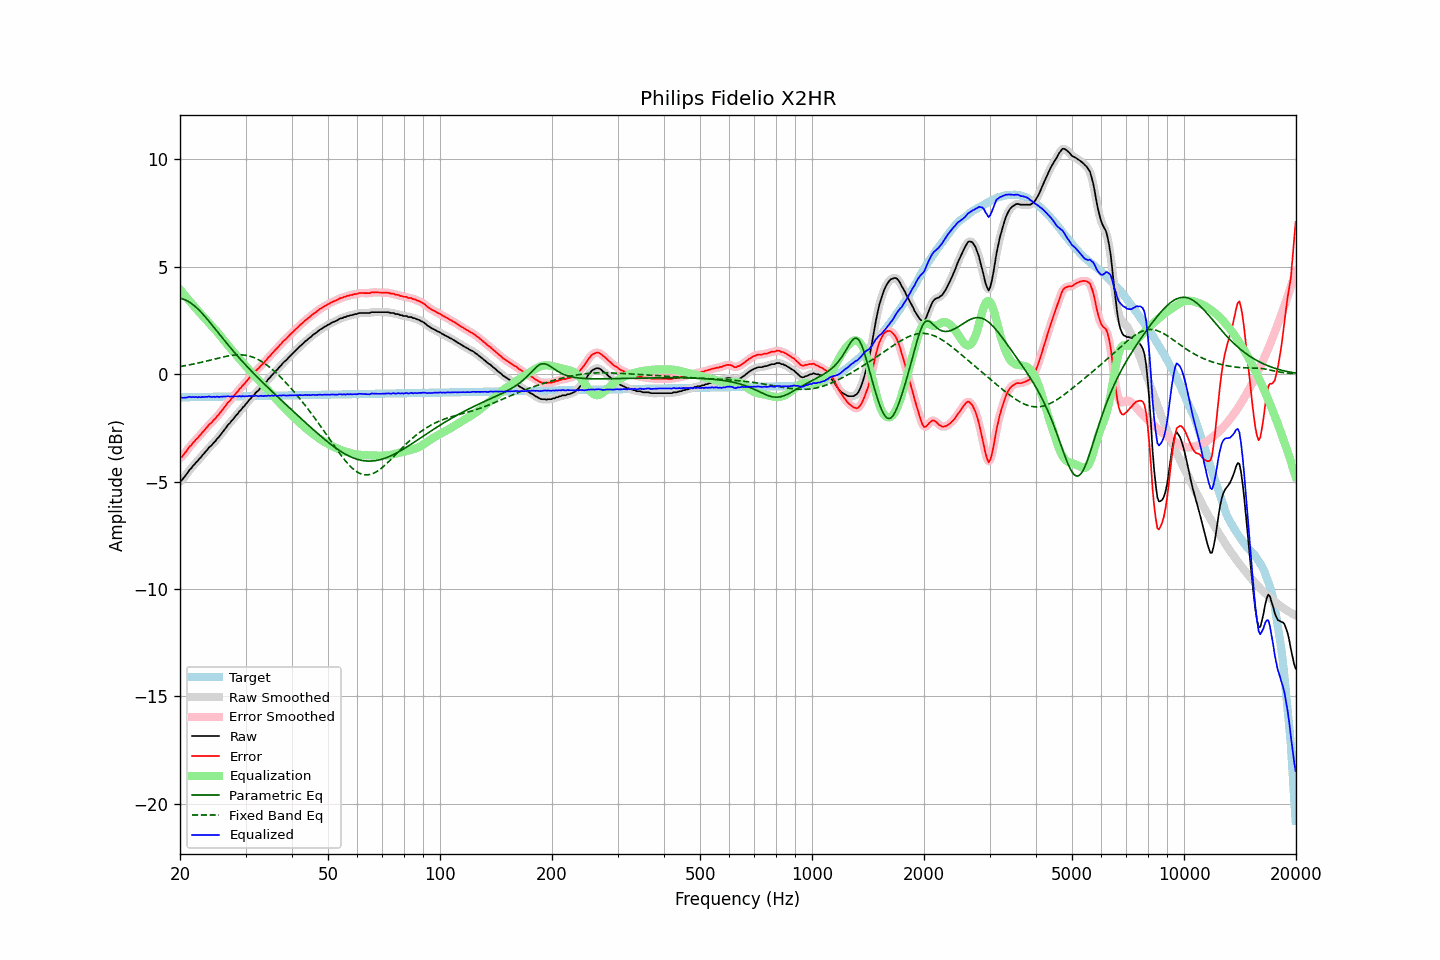 Philips Fidelio X2HR
Amplitude (dBr)
10
5
0
−5
−10
−15
−20
Target
Raw Smoothed
Error Smoothed
Raw
Error
Equalization
Parametric Eq
Fixed Band Eq
Equalized
20 50 100 200 500 1000 2000 5000 10000 20000
Frequency (Hz)